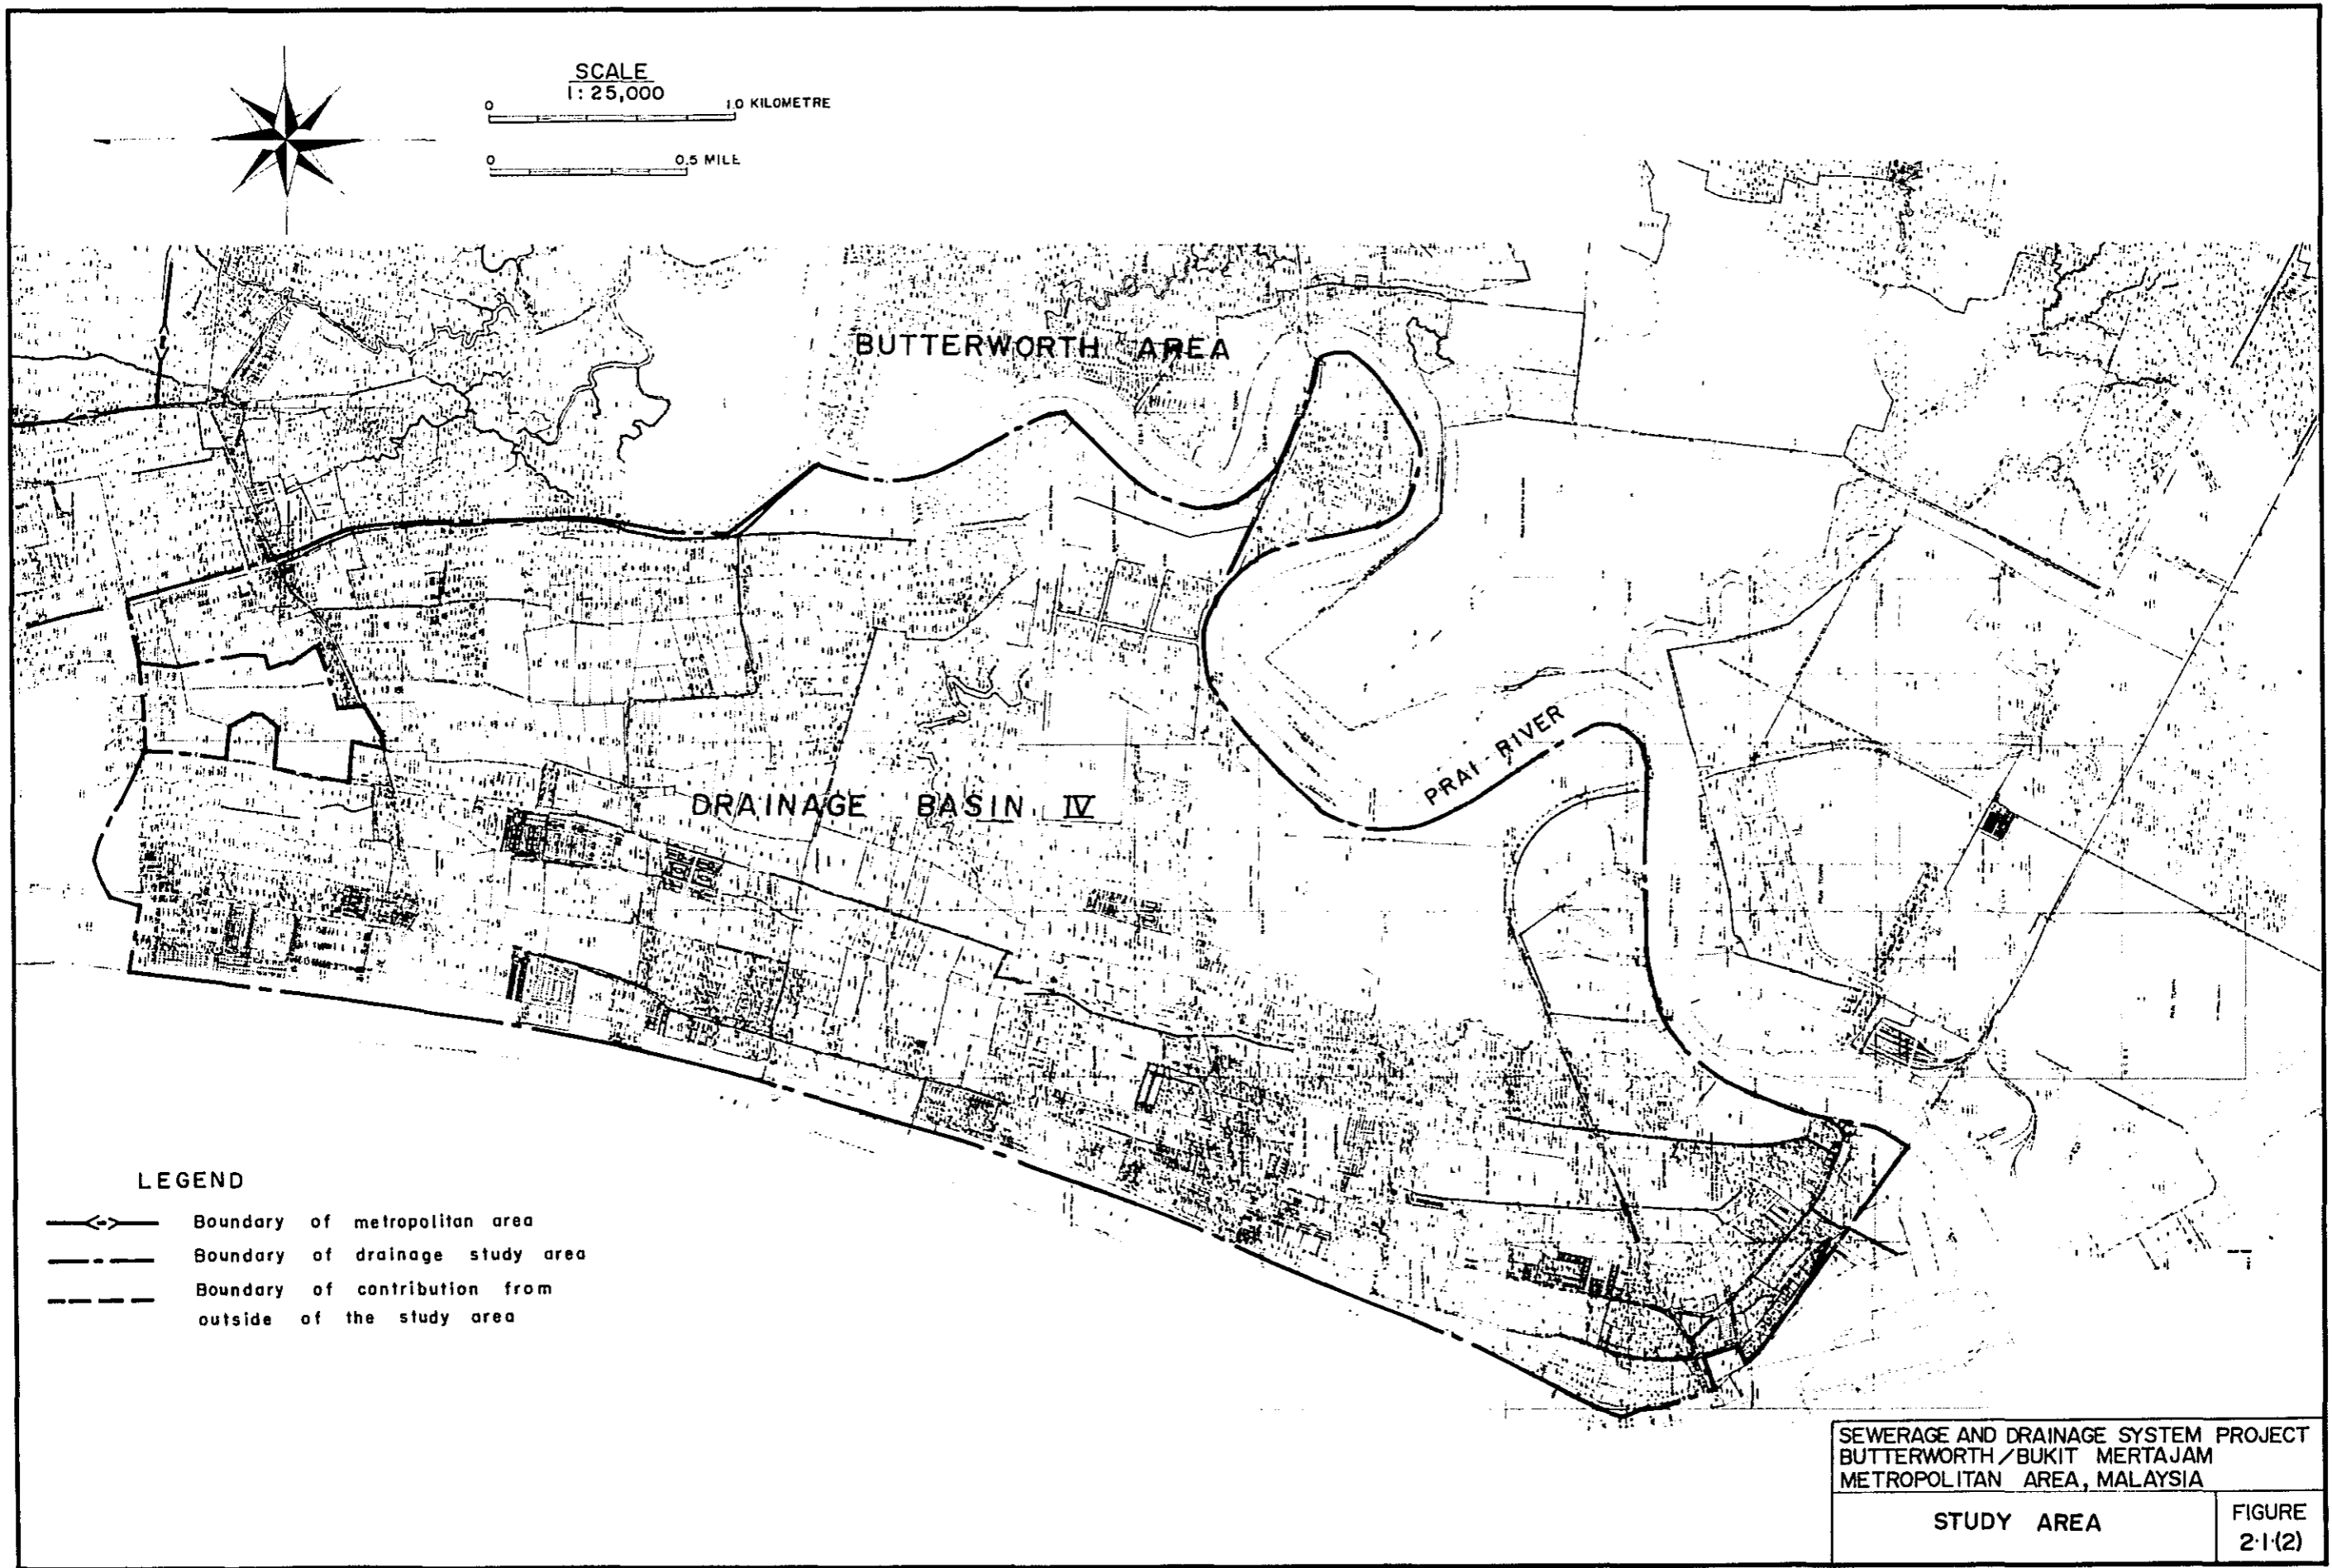 SCALE
1:25,000
0 1.0 KILOMETRE
0 0.5 MILE
BUTTERWORTH AREA
PRAI RIVER
DRAINAGE BASIN IV
LEGEND
Boundary of metropolitan area
Boundary of drainage study area
Boundary of contribution from
outside of the study area
SEWERAGE AND DRAINAGE SYSTEM PROJECT
BUTTERWORTH/BUKIT MERTAJAM
METROPOLITAN AREA, MALAYSIA
STUDY AREA
FIGURE
2·1·(2)